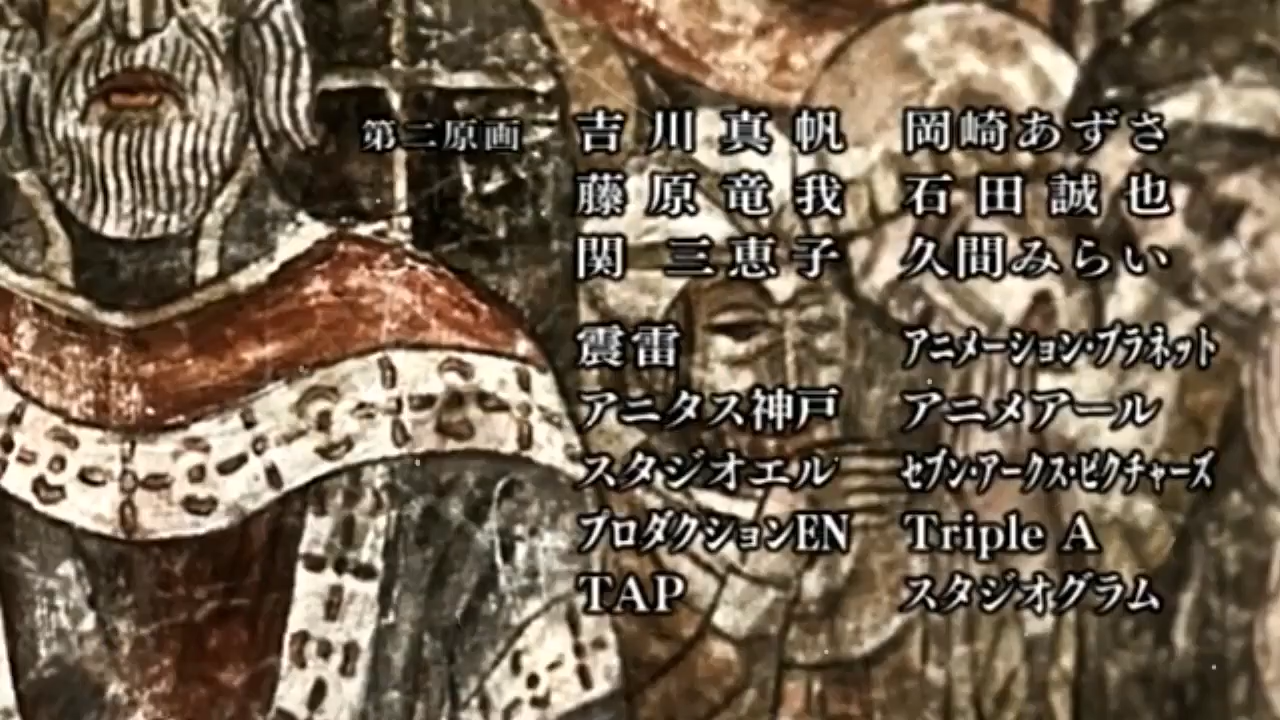 第二原画 吉川真帆 岡崎あずさ
藤原竜我 石田誠也
関三恵子 久間みらい
震雷 アニメーション・プラネット
アニタス神戸 アニメアール
スタジオエル セブン・アークス・ピクチャーズ
プロダクションEN Triple A
TAP スタジオグラム